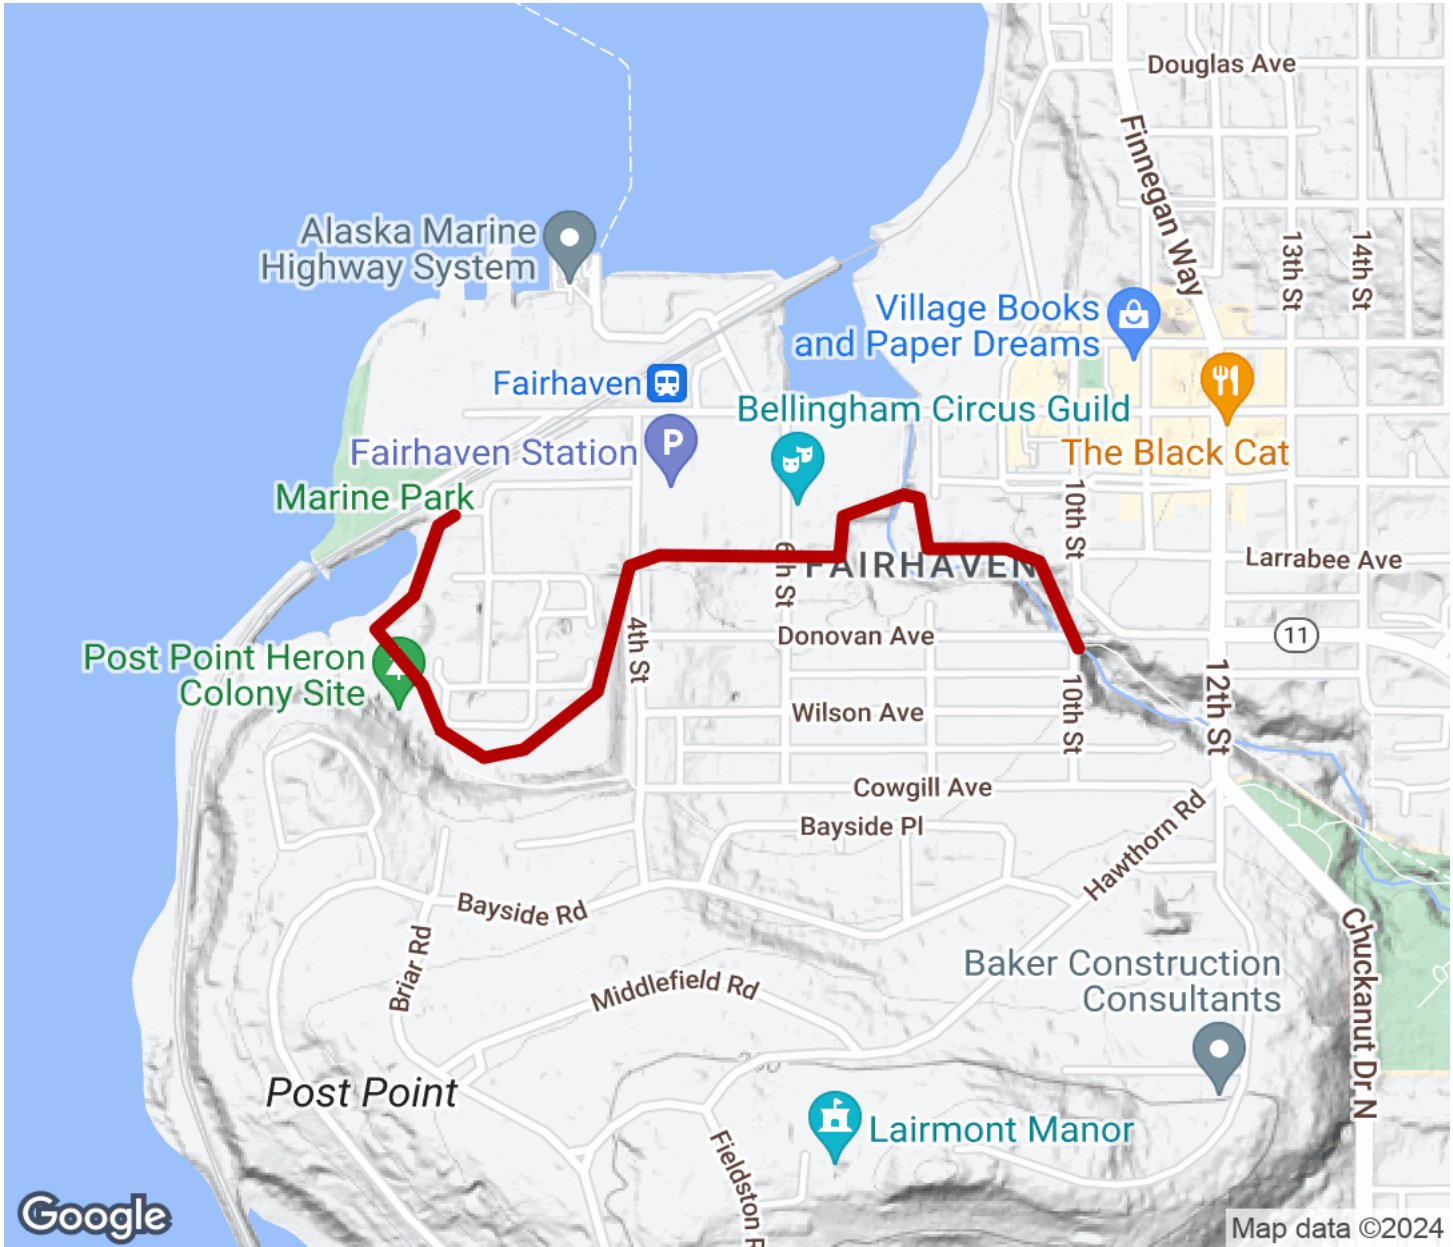 Douglas Ave
Finnegan Way
Alaska Marine
Highway System
13th St
14th St
Village Books
and Paper Dreams
Fairhaven
Bellingham Circus Guild
Fairhaven Station
P
The Black Cat
Marine Park
10th St
6th St
FAIRHAVEN
Larrabee Ave
4th St
Donovan Ave
11
Post Point Heron
Colony Site
12th St
10th St
Wilson Ave
Cowgill Ave
Bayside Pl
Hawthorn Rd
Bayside Rd
Briar Rd
Chuckanut Dr N
Middlefield Rd
Baker Construction
Consultants
Post Point
Lairmont Manor
Fieldston R
Google
Map data ©2024